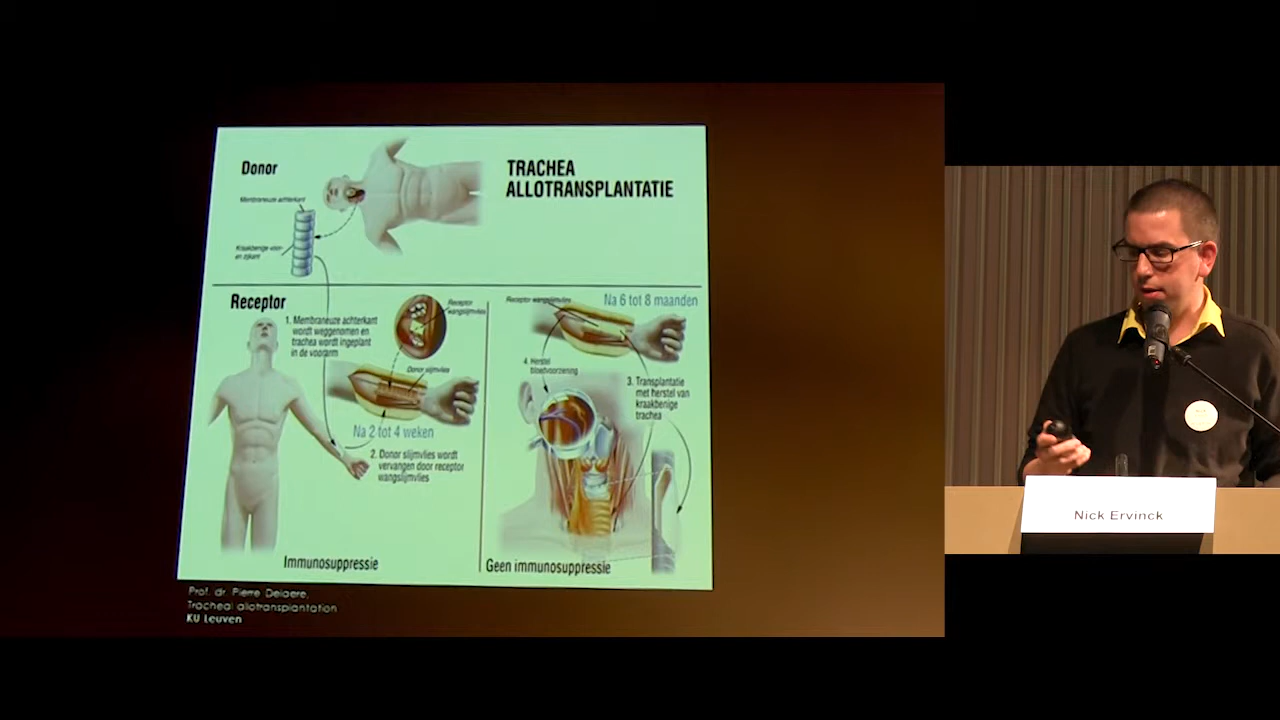 Donor
TRACHEA
ALLOTRANSPLANTATIE
Membraneuze achterkant
Kraakbenige voor-
en zijkant
Receptor
1. Membraneuze achterkant
wordt weggenomen en
trachea wordt ingeplant
in de voorarm
Receptor
wangslijmvlies
Donor slijmvlies
Na 2 tot 4 weken
2. Donor slijmvlies wordt
vervangen door receptor
wangslijmvlies
Immunosuppressie
Receptor wangslijmvlies
Na 6 tot 8 maanden
4. Herstel
bloedvoorziening
3. Transplantatie
met herstel van
kraakbenige
trachea
Geen immunosuppressie
Prof. dr. Pierre Delaere,
Tracheal allotransplantation
KU Leuven
Nick Ervinck